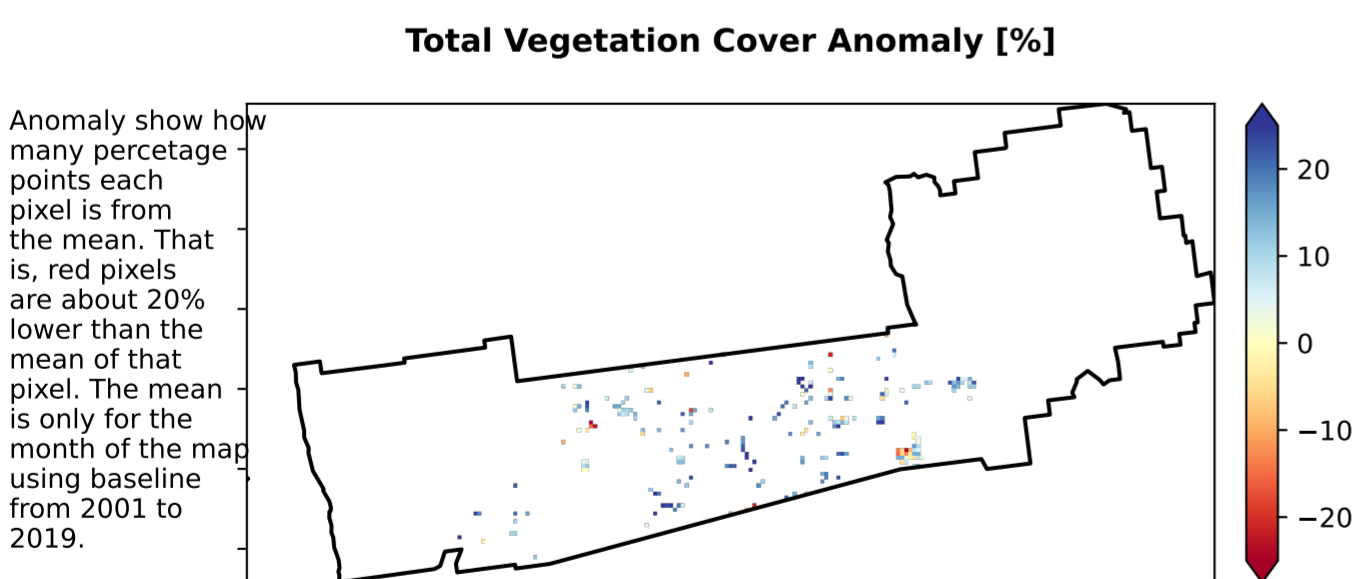 Total Vegetation Cover Anomaly [%]
Anomaly show how
many percetage
points each
pixel is from
the mean. That
is, red pixels
are about 20%
lower than the
mean of that
pixel. The mean
is only for the
month of the map
using baseline
from 2001 to
2019.
20
10
0
−10
−20